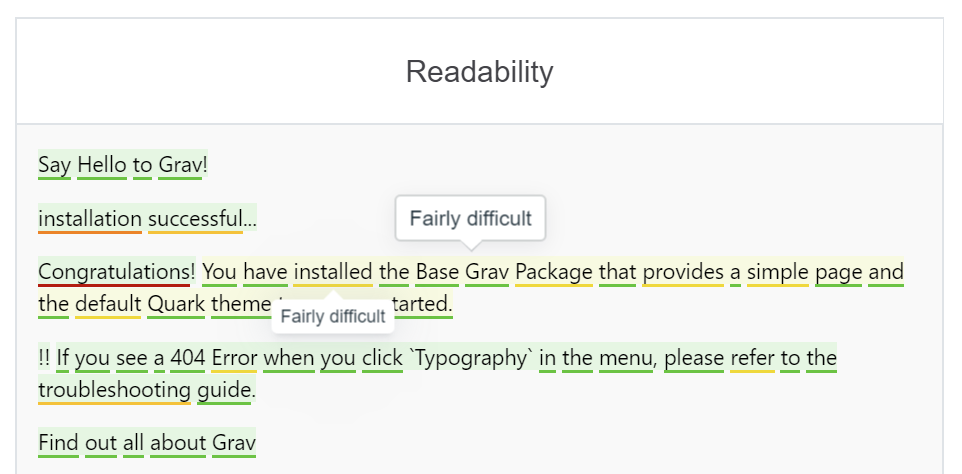 Readability
Say Hello to Grav!
installation successful...
Fairly difficult
Congratulations! You have installed the Base Grav Package that provides a simple page and
the default Quark theme tarted.
Fairly difficult
!! If you see a 404 Error when you click `Typography` in the menu, please refer to the
troubleshooting guide.
Find out all about Grav